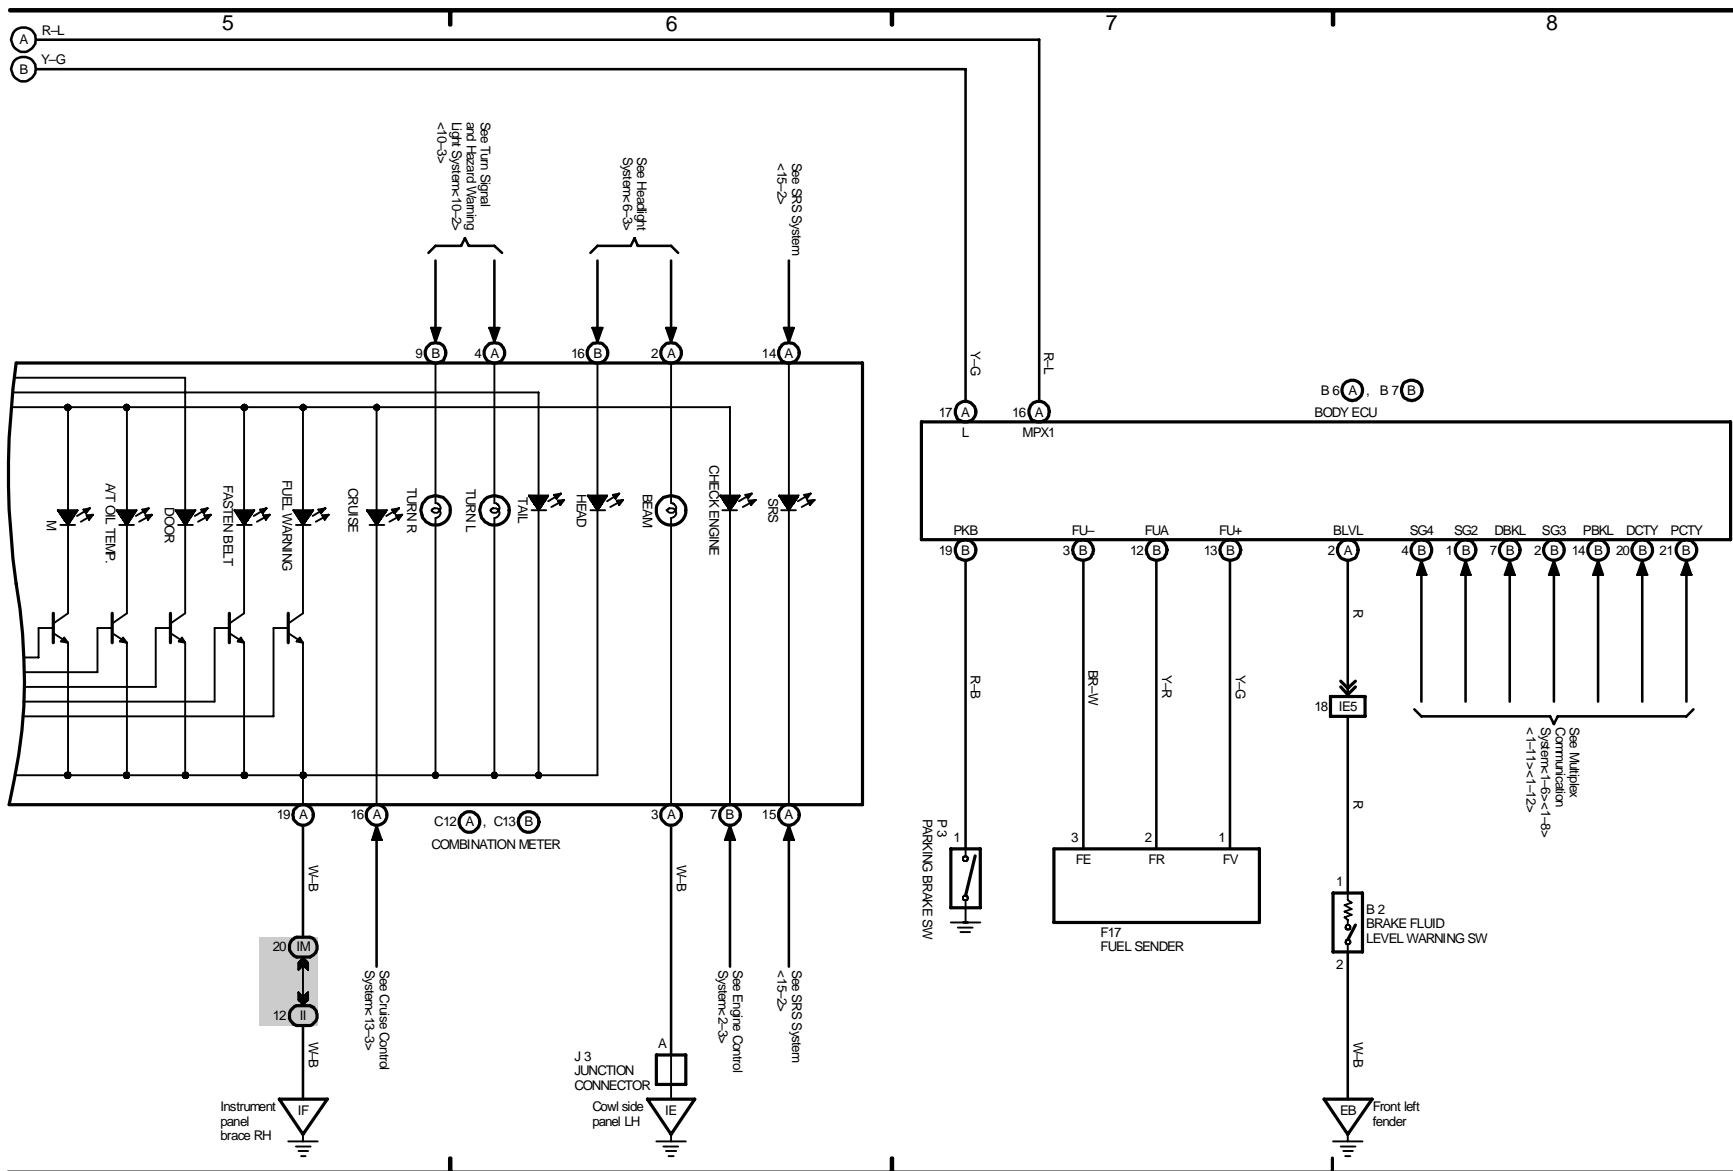 5
6
7
8
A
R–L
B
Y–G
See Turn Signal
and Hazard Warning
Light System<10–2>
<10–3>
See Headlight
System<6–3>
See SRS System
<15–2>
9 B
4 A
16 B
2 A
14 A
Y–G
R–L
B 6 A , B 7 B
BODY ECU
17 A
16 A
L
MPX1
M
A/T OIL TEMP.
DOOR
FASTEN BELT
FUEL WARNING
CRUISE
TURN R
TURN L
TAIL
HEAD
BEAM
CHECK ENGINE
SRS
PKB
FU–
FUA
FU+
BLVL
SG4
SG2
DBKL
SG3
PBKL
DCTY
PCTY
19 B
3 B
12 B
13 B
2 A
4 B
1 B
7 B
2 B
14 B
20 B
21 B
R
R–B
BR–W
Y–R
Y–G
18 IE5
See Multiplex
Communication
System<1–6><1–8>
<1–11><1–12>
R
19 A
16 A
C12 A , C13 B
COMBINATION METER
3 A
7 B
15 A
W–B
W–B
P 3
PARKING BRAKE SW
1
3
2
1
FE
FR
FV
F17
FUEL SENDER
1
B 2
BRAKE FLUID
LEVEL WARNING SW
2
20 IM
12 II
W–B
See Cruise Control
System<13–3>
See Engine Control
System<2–3>
See SRS System
<15–2>
A
J 3
JUNCTION
CONNECTOR
W–B
Instrument
panel
brace RH
IF
Cowl side
panel LH
IE
EB
Front left
fender